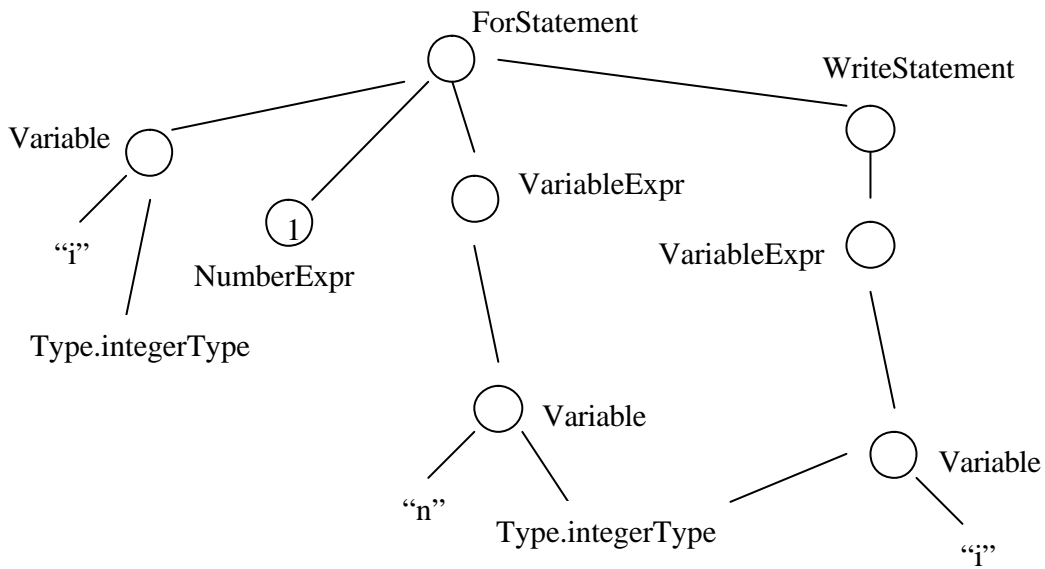 ForStatement
WriteStatement
Variable
VariableExpr
“i”
1
VariableExpr
NumberExpr
Type.integerType
Variable
Variable
“n”
Type.integerType
“i”